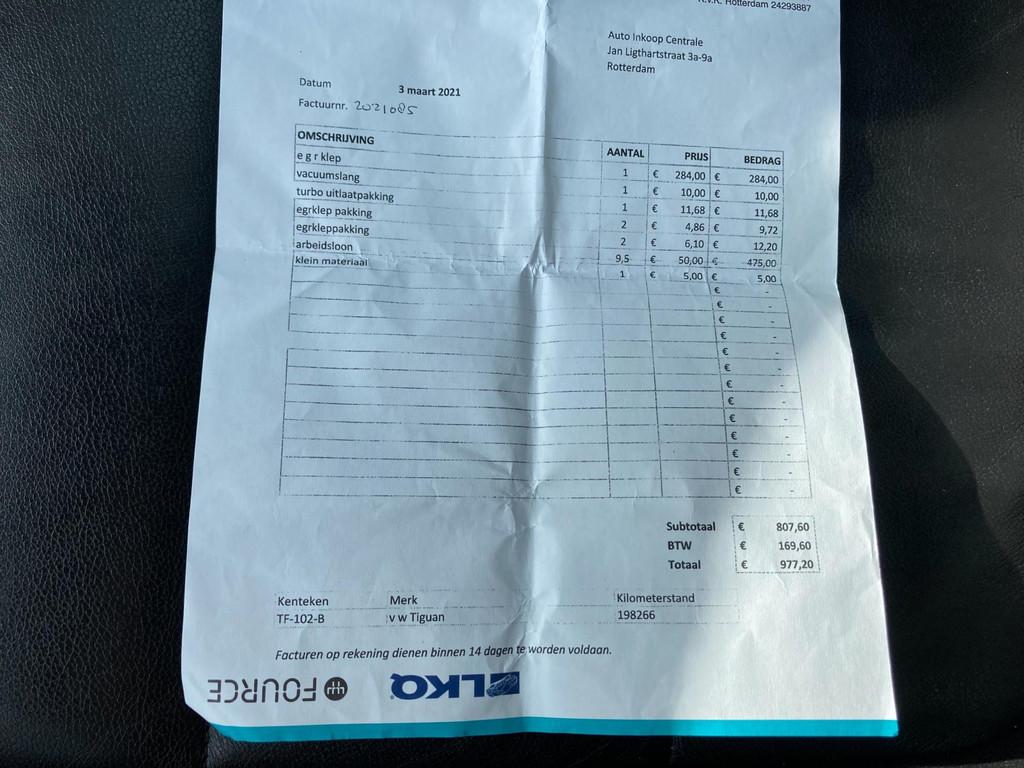 K.v.K. Rotterdam 24293887
Auto Inkoop Centrale
Jan Ligthartstraat 3a-9a
Rotterdam
Datum 3 maart 2021
Factuurnr. 2021085
OMSCHRIJVING AANTAL PRIJS BEDRAG
e g r klep 1 € 284,00 € 284,00
vacuumslang 1 € 10,00 € 10,00
turbo uitlaatpakking 1 € 11,68 € 11,68
egrklep pakking 2 € 4,86 € 9,72
egrkleppakking 2 € 6,10 € 12,20
arbeidsloon 9,5 € 50,00 € 475,00
klein materiaal 1 € 5,00 € 5,00
€ -
€ -
€ -
€ -
€ -
€ -
€ -
€ -
€ -
€ -
€ -
€ -
€ -
Subtotaal € 807,60
BTW € 169,60
Totaal € 977,20
Kenteken Merk Kilometerstand
TF-102-B v w Tiguan 198266
Facturen op rekening dienen binnen 14 dagen te worden voldaan.
FOURCE LKQ